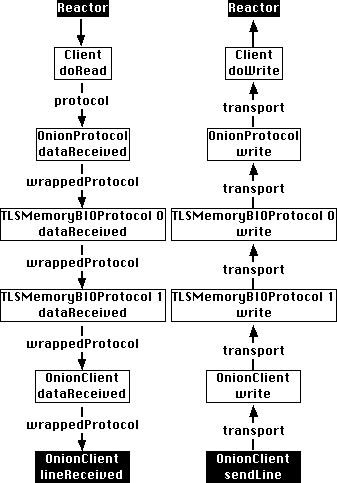 Reactor
Client
doRead
protocol
OnionProtocol
dataReceived
wrappedProtocol
TLSMemoryBIOProtocol 0
dataReceived
wrappedProtocol
TLSMemoryBIOProtocol 1
dataReceived
wrappedProtocol
OnionClient
dataReceived
wrappedProtocol
OnionClient
lineReceived
Reactor
Client
doWrite
transport
OnionProtocol
write
transport
TLSMemoryBIOProtocol 0
write
transport
TLSMemoryBIOProtocol 1
write
transport
OnionClient
write
transport
OnionClient
sendLine